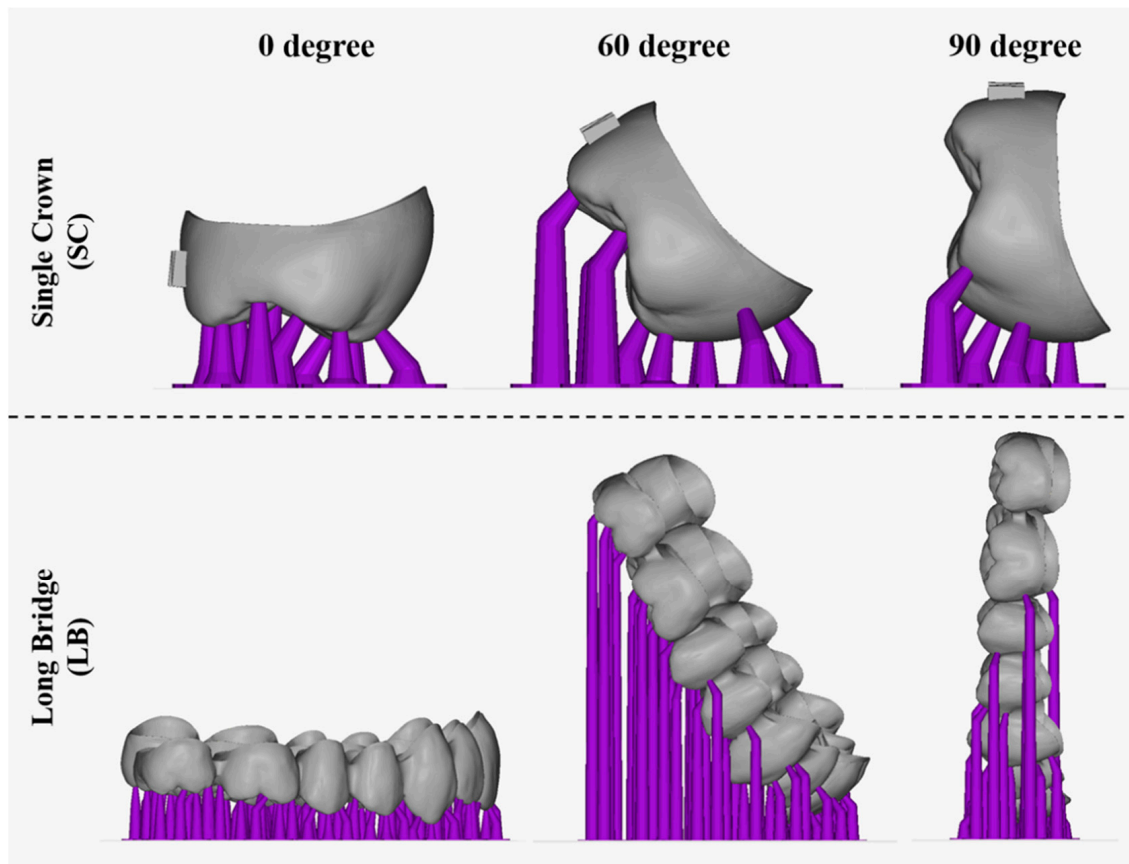 0 degree
60 degree
90 degree
Single Crown
(SC)
Long Bridge
(LB)